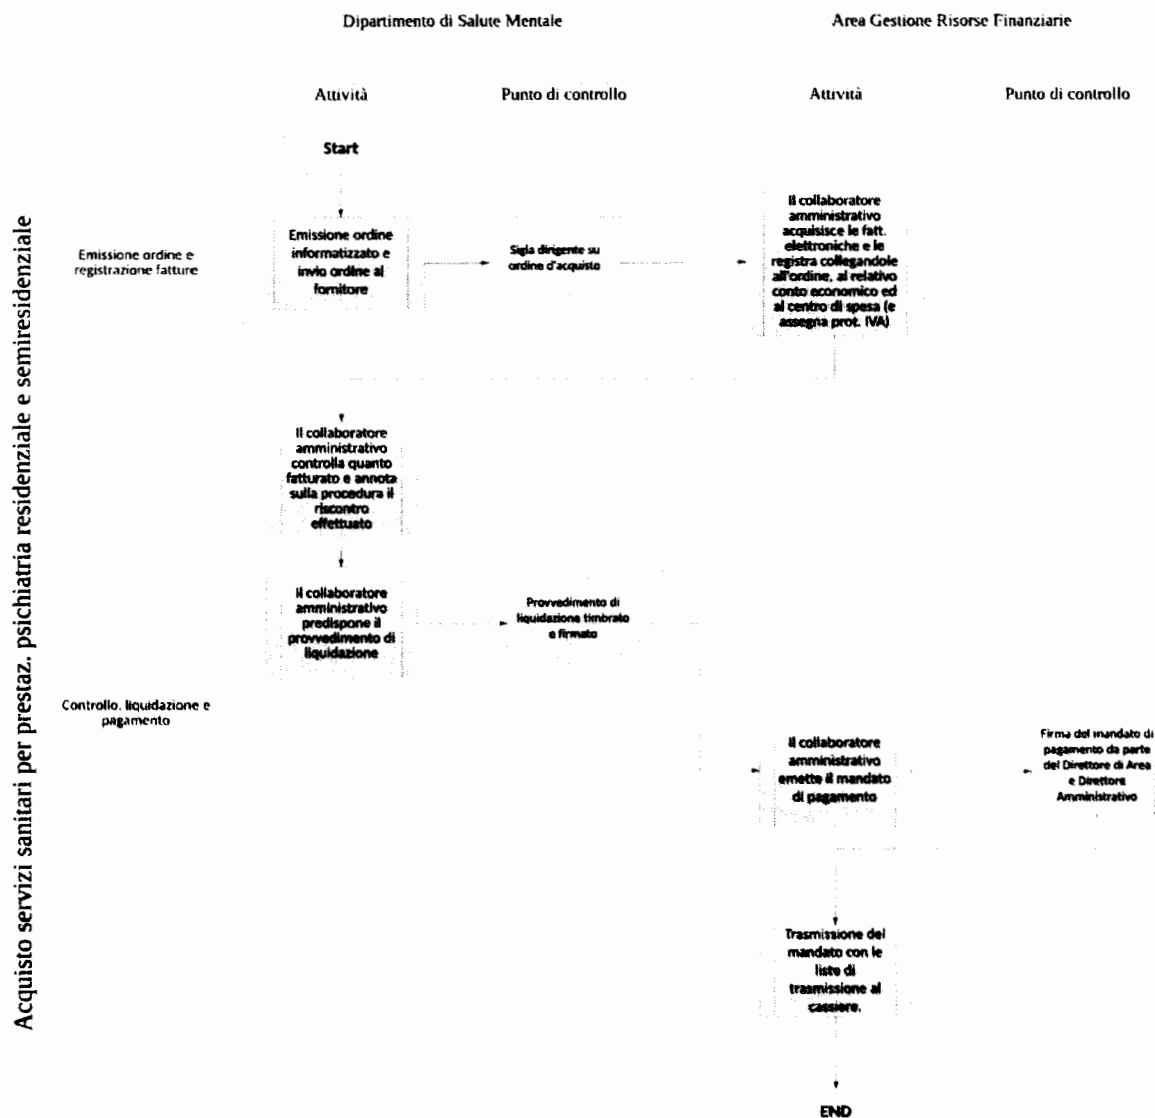 Dipartimento di Salute Mentale
Area Gestione Risorse Finanziarie
Attività
Punto di controllo
Attività
Punto di controllo
Start
Acquisto servizi sanitari per prestaz. psichiatria residenziale e semiresidenziale
Emissione ordine e
registrazione fatture
Emissione ordine
informatizzato e
invio ordine al
fornitore
Sigla dirigente su
ordine d'acquisto
Il collaboratore
amministrativo
acquisisce le fatt.
elettroniche e le
registra collegandole
all'ordine, al relativo
conto economico ed
al centro di spesa (e
assegna prot. IVA)
Il collaboratore
amministrativo
controlla quanto
fatturato e annota
sulla procedura il
riscontro
effettuato
Il collaboratore
amministrativo
predispone il
provvedimento di
liquidazione
Provvedimento di
liquidazione timbrato
e firmato
Controllo, liquidazione e
pagamento
Il collaboratore
amministrativo
emette il mandato
di pagamento
Firma del mandato di
pagamento da parte
del Direttore di Area
e Direttore
Amministrativo
Trasmissione del
mandato con le
liste di
trasmissione al
cassiere.
END